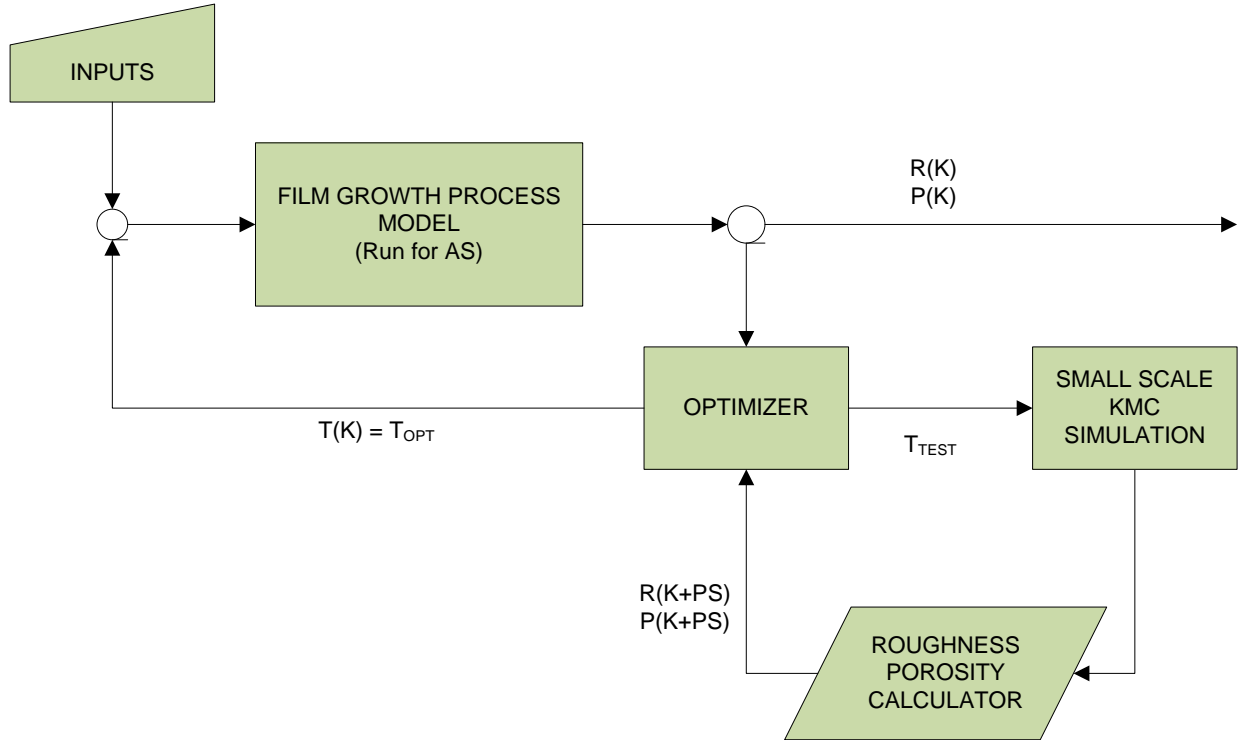 INPUTS
FILM GROWTH PROCESS
MODEL
(Run for AS)
R(K)
P(K)
OPTIMIZER
SMALL SCALE
KMC
SIMULATION
T(K) = TOPT
TTEST
R(K+PS)
P(K+PS)
ROUGHNESS
POROSITY
CALCULATOR